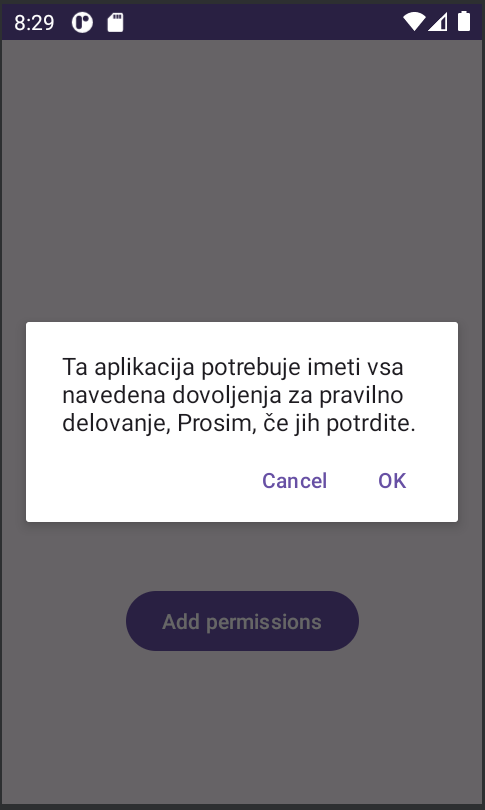 8:29
Ta aplikacija potrebuje imeti vsa
navedena dovoljenja za pravilno
delovanje, Prosim, če jih potrdite.
Cancel OK
Add permissions